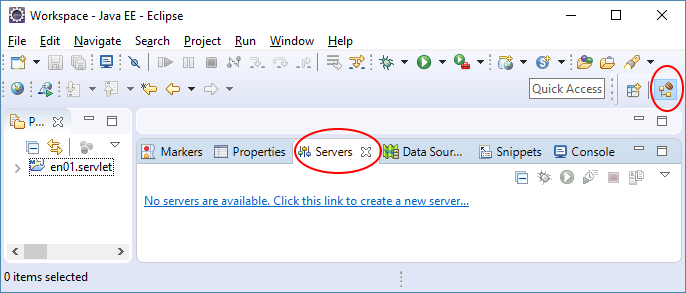 Workspace - Java EE - Eclipse
File Edit Navigate Search Project Run Window Help
Quick Access
P...
Markers Properties Servers Data Sour... Snippets Console
en01.servlet
No servers are available. Click this link to create a new server...
0 items selected